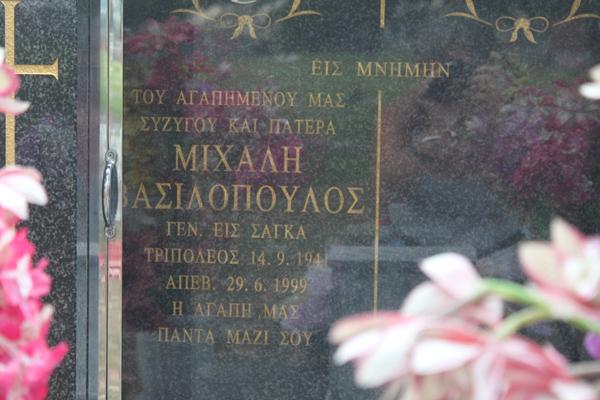 ΕΙΣ ΜΝΗΜΗΝ
ΤΟΥ ΑΓΑΠΗΜΕΝΟΥ ΜΑΣ
ΣΥΖΥΓΟΥ ΚΑΙ ΠΑΤΕΡΑ
ΜΙΧΑΛΗ
ΒΑΣΙΛΟΠΟΥΛΟΣ
ΓΕΝ. ΕΙΣ ΣΑΓΚΑ
ΤΡΙΠΟΛΕΟΣ 14. 9. 1941
ΑΠΕΒ. 29. 6. 1999
Η ΑΓΑΠΗ ΜΑΣ
ΠΑΝΤΑ ΜΑΖΙ ΣΟΥ